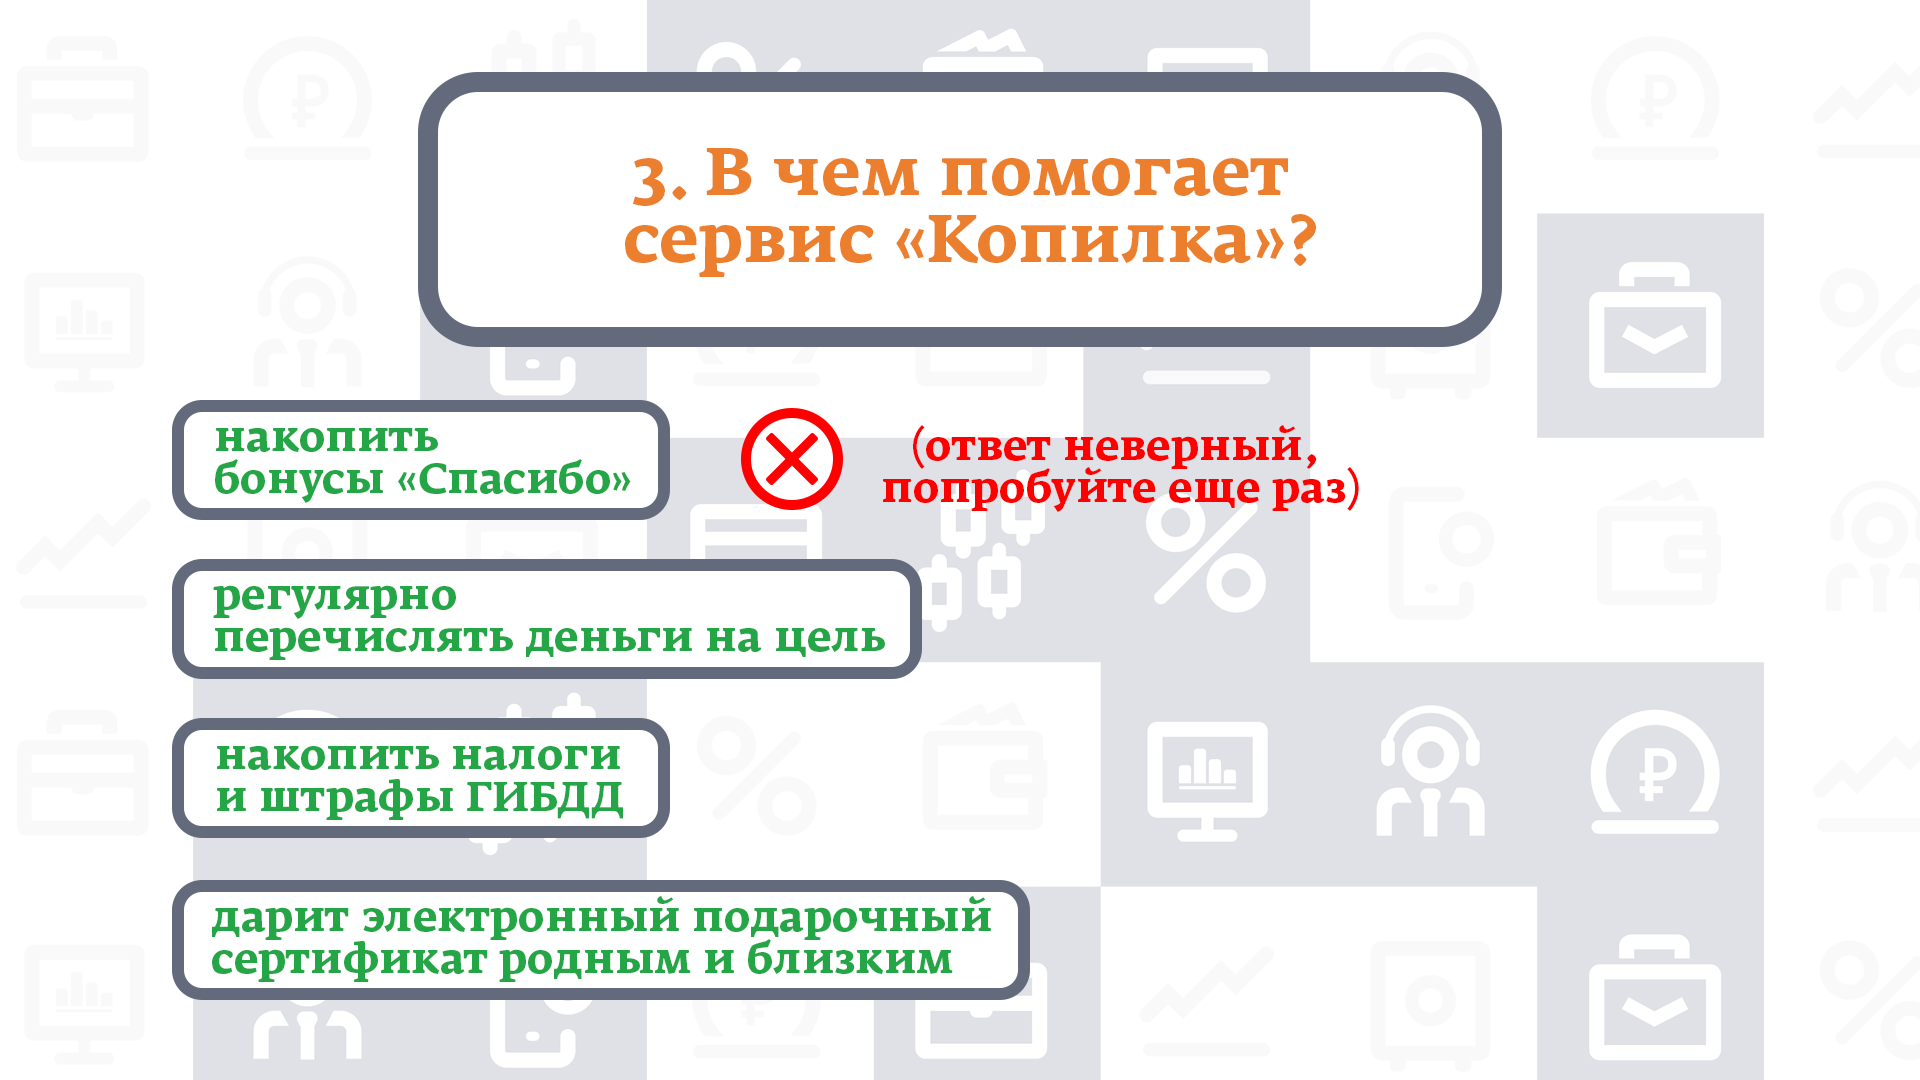 3. В чем помогает
сервис «Копилка»?
накопить
бонусы «Спасибо»
(ответ неверный,
попробуйте еще раз)
регулярно
перечислять деньги на цель
накопить налоги
и штрафы ГИБДД
дарит электронный подарочный
сертификат родным и близким